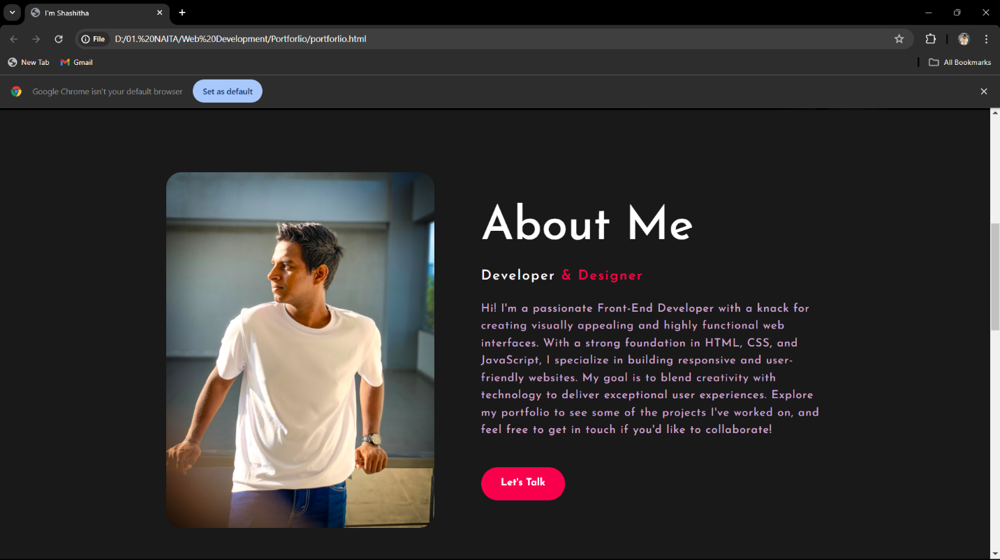 I'm Shashitha
File D:/01.%20NAITA/Web%20Development/Portforlio/portforlio.html
New Tab Gmail All Bookmarks
Google Chrome isn't your default browser Set as default
About Me
Developer & Designer
Hi! I'm a passionate Front-End Developer with a knack for
creating visually appealing and highly functional web
interfaces. With a strong foundation in HTML, CSS, and
JavaScript, I specialize in building responsive and user-
friendly websites. My goal is to blend creativity with
technology to deliver exceptional user experiences. Explore
my portfolio to see some of the projects I've worked on, and
feel free to get in touch if you'd like to collaborate!
Let's Talk